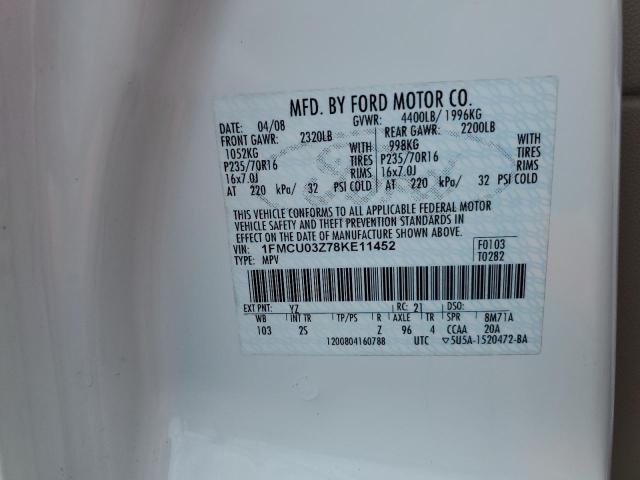 MFD. BY FORD MOTOR CO.
DATE: 04/08 GVWR: 4400LB/ 1996KG
FRONT GAWR: 2320LB REAR GAWR: 2200LB
1052KG WITH 998KG WITH
P235/70R16 TIRES P235/70R16 TIRES
16x7.0J RIMS 16x7.0J RIMS
AT 220 kPa/ 32 PSI COLD AT 220 kPa/ 32 PSI COLD
THIS VEHICLE CONFORMS TO ALL APPLICABLE FEDERAL MOTOR
VEHICLE SAFETY AND THEFT PREVENTION STANDARDS IN
EFFECT ON THE DATE OF MANUFACTURE SHOWN ABOVE.
VIN: 1FMCU03Z78KE11452 F0103
TYPE: MPV T0282
EXT PNT: YZ RC: 21 DSO:
WB INT TR TP/PS R AXLE TR SPR 8M71A
103 2S Z 96 4 CCAA 20A
1200804160788 UTC ▽5U5A-1520472-BA